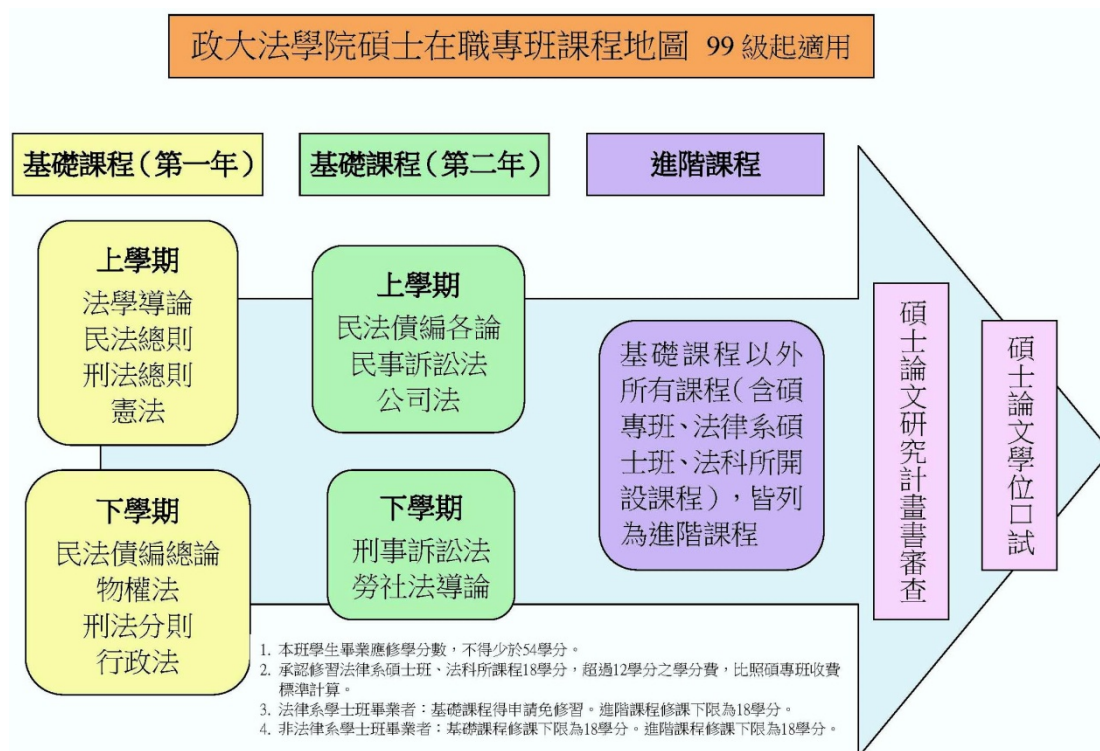 政大法學院碩士在職專班課程地圖 99級起適用
基礎課程（第一年）
上學期
法學導論
民法總則
刑法總則
憲法
下學期
民法債編總論
物權法
刑法分則
行政法
基礎課程（第二年）
上學期
民法債編各論
民事訴訟法
公司法
下學期
刑事訴訟法
勞社法導論
進階課程
基礎課程以外
所有課程（含碩
專班、法律系碩
士班、法科所開
設課程），皆列
為進階課程
碩士論文研究計畫書審查
碩士論文學位口試
1. 本班學生畢業應修學分數，不得少於54學分。
2. 承認修習法律系碩士班、法科所課程18學分，超過12學分之學分費，比照碩專班收費
標準計算。
3. 法律系學士班畢業者：基礎課程得申請免修習。進階課程修課下限為18學分。
4. 非法律系學士班畢業者：基礎課程修課下限為18學分。進階課程修課下限為18學分。